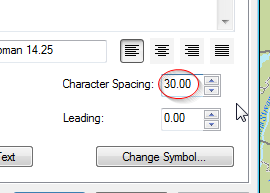 oman 14.25
Character Spacing: 30.00
Leading: 0.00
Text
Change Symbol...